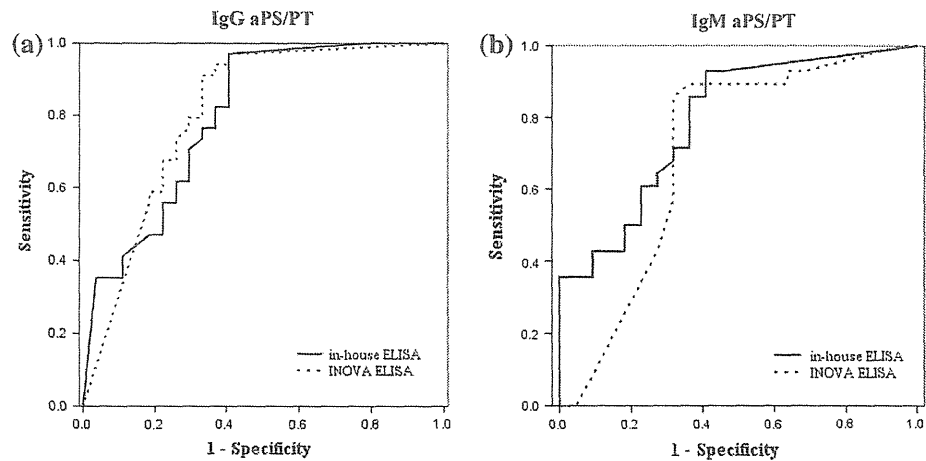 IgG aPS/PT
(a)
1.0
0.8
0.6
0.4
0.2
0.0
Sensitivity
in-house ELISA
INOVA ELISA
0.0 0.2 0.4 0.6 0.8 1.0
1 - Specificity
IgM aPS/PT
(b)
1.0
0.8
0.6
0.4
0.2
0.0
Sensitivity
in-house ELISA
INOVA ELISA
0.0 0.2 0.4 0.6 0.8 1.0
1 - Specificity